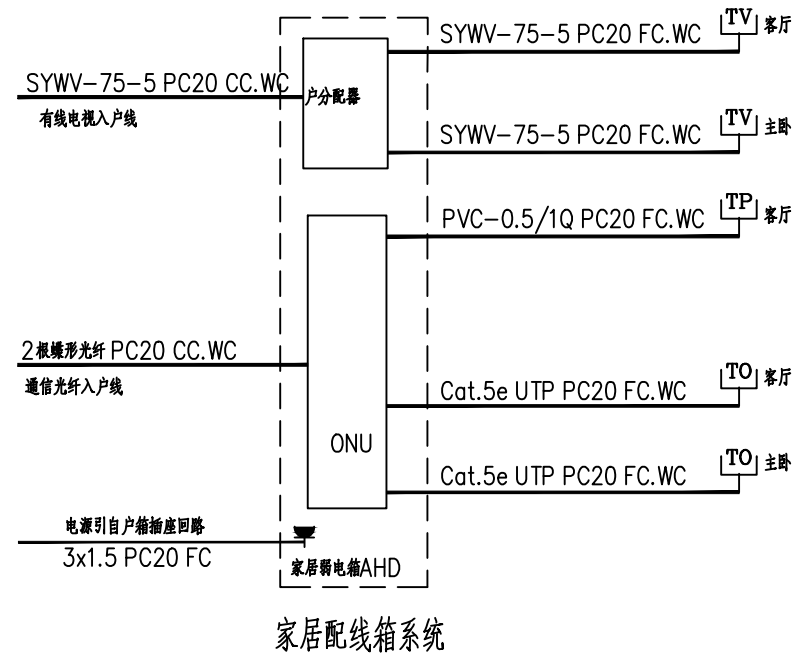 TV 客厅
SYWV-75-5 PC20 FC.WC
SYWV-75-5 PC20 CC.WC
有线电视入户线
户分配器
TV 主卧
SYWV-75-5 PC20 FC.WC
TP 客厅
PVC-0.5/1Q PC20 FC.WC
2根蝶形光纤 PC20 CC.WC
通信光纤入户线
TO 客厅
Cat.5e UTP PC20 FC.WC
ONU
TO 主卧
Cat.5e UTP PC20 FC.WC
电源引自户箱插座回路
3x1.5 PC20 FC
家居弱电箱AHD
家居配线箱系统